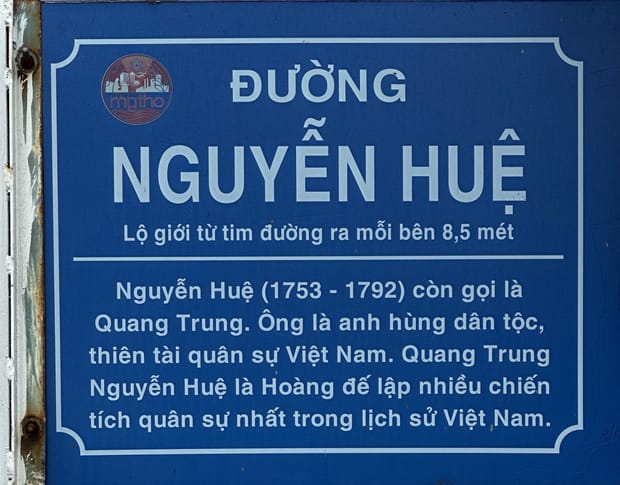 mỹtho
ĐƯỜNG
NGUYỄN HUỆ
Lộ giới từ tim đường ra mỗi bên 8,5 mét
Nguyễn Huệ (1753 - 1792) còn gọi là
Quang Trung. Ông là anh hùng dân tộc,
thiên tài quân sự Việt Nam. Quang Trung
Nguyễn Huệ là Hoàng đế lập nhiều chiến
tích quân sự nhất trong lịch sử Việt Nam.